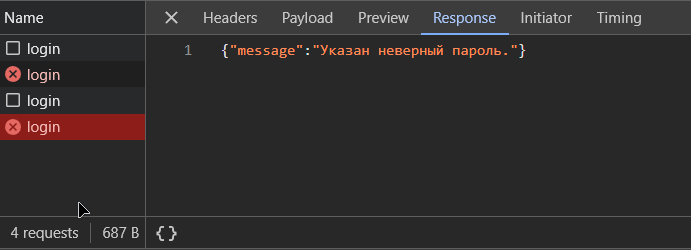 Name
Headers Payload Preview Response Initiator Timing
login
1 {"message":"Указан неверный пароль."}
login
login
login
4 requests 687 B {}